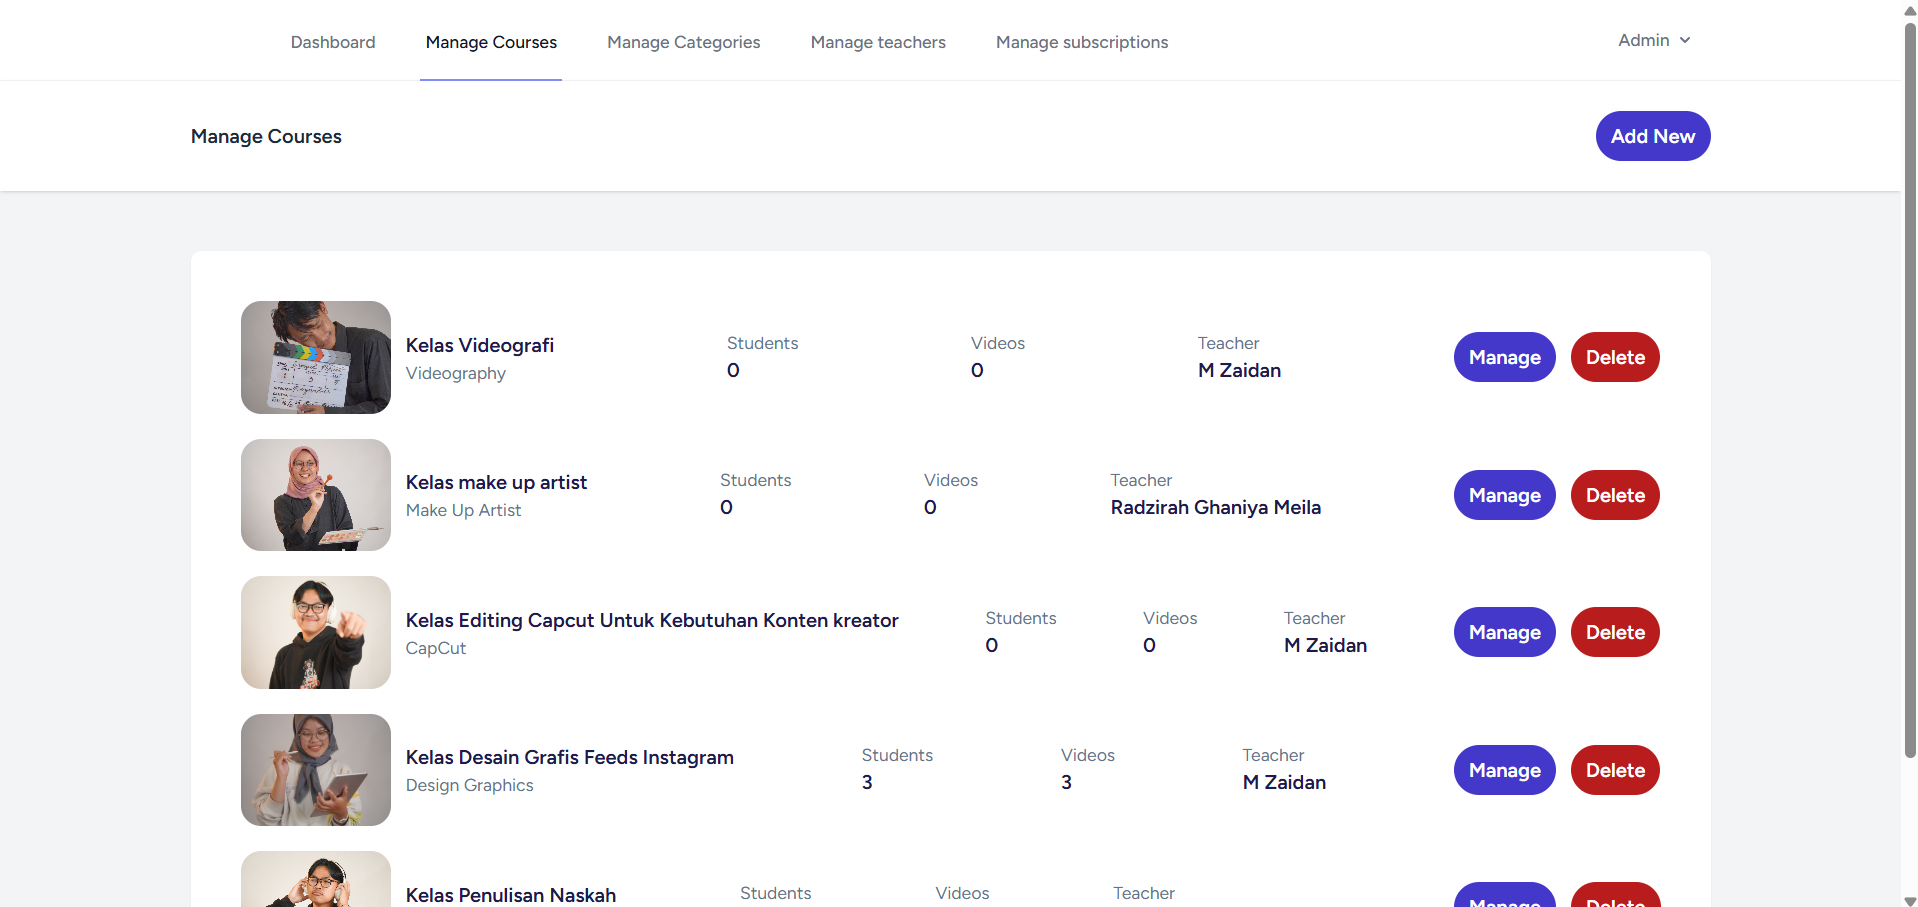 Dashboard Manage Courses Manage Categories Manage teachers Manage subscriptions Admin
Manage Courses Add New
Kelas Videografi
Videography
Students
0
Videos
0
Teacher
M Zaidan
Manage Delete
Kelas make up artist
Make Up Artist
Students
0
Videos
0
Teacher
Radzirah Ghaniya Meila
Manage Delete
Kelas Editing Capcut Untuk Kebutuhan Konten kreator
CapCut
Students
0
Videos
0
Teacher
M Zaidan
Manage Delete
Kelas Desain Grafis Feeds Instagram
Design Graphics
Students
3
Videos
3
Teacher
M Zaidan
Manage Delete
Kelas Penulisan Naskah
Students
Videos
Teacher
Manage Delete